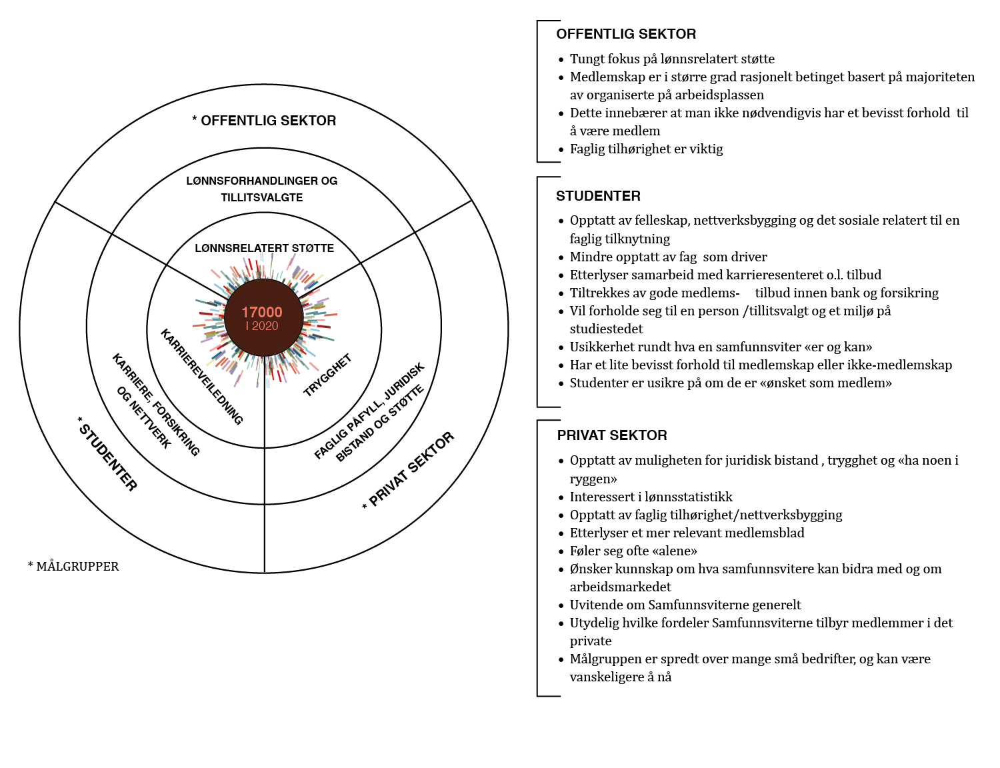 * OFFENTLIG SEKTOR
LØNNSFORHANDLINGER OG
TILLITSVALGTE
LØNNSRELATERT STØTTE
17000
I 2020
KARRIEREVEILEDNING
TRYGGHET
KARRIERE, FORSIKRING
OG NETTVERK
FAGLIG PÅFYLL, JURIDISK
BISTAND OG STØTTE
* STUDENTER
* PRIVAT SEKTOR
* MÅLGRUPPER
OFFENTLIG SEKTOR
• Tungt fokus på lønnsrelatert støtte
• Medlemskap er i større grad rasjonelt betinget basert på majoriteten
av organiserte på arbeidsplassen
• Dette innebærer at man ikke nødvendigvis har et bevisst forhold  til
å være medlem
• Faglig tilhørighet er viktig
STUDENTER
• Opptatt av felleskap, nettverksbygging og det sosiale relatert til en
faglig tilknytning
• Mindre opptatt av fag  som driver
• Etterlyser samarbeid med karrieresenteret o.l. tilbud
• Tiltrekkes av gode medlems-    tilbud innen bank og forsikring
• Vil forholde seg til en person /tillitsvalgt og et miljø på
studiestedet
• Usikkerhet rundt hva en samfunnsviter «er og kan»
• Har et lite bevisst forhold til medlemskap eller ikke-medlemskap
• Studenter er usikre på om de er «ønsket som medlem»
PRIVAT SEKTOR
• Opptatt av muligheten for juridisk bistand , trygghet og «ha noen i
ryggen»
• Interessert i lønnsstatistikk
• Opptatt av faglig tilhørighet/nettverksbygging
• Etterlyser et mer relevant medlemsblad
• Føler seg ofte «alene»
• Ønsker kunnskap om hva samfunnsvitere kan bidra med og om
arbeidsmarkedet
• Uvitende om Samfunnsviterne generelt
• Utydelig hvilke fordeler Samfunnsviterne tilbyr medlemmer i det
private
• Målgruppen er spredt over mange små bedrifter, og kan være
vanskeligere å nå